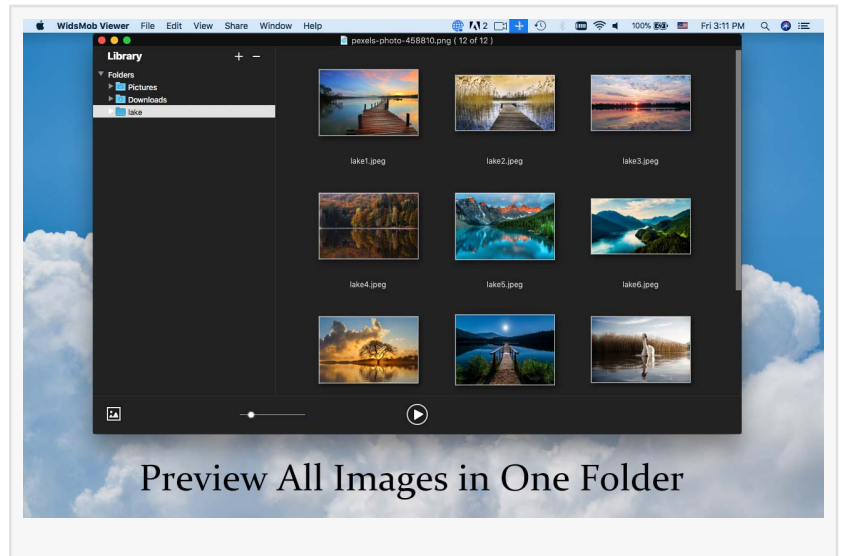 WidsMob Viewer File Edit View Share Window Help 2 100% Fri 3:11 PM
pexels-photo-458810.png ( 12 of 12 )
Library + −
Folders
Pictures
Downloads
lake
lake1.jpeg lake2.jpeg lake3.jpeg
lake4.jpeg lake5.jpeg lake6.jpeg
Preview All Images in One Folder